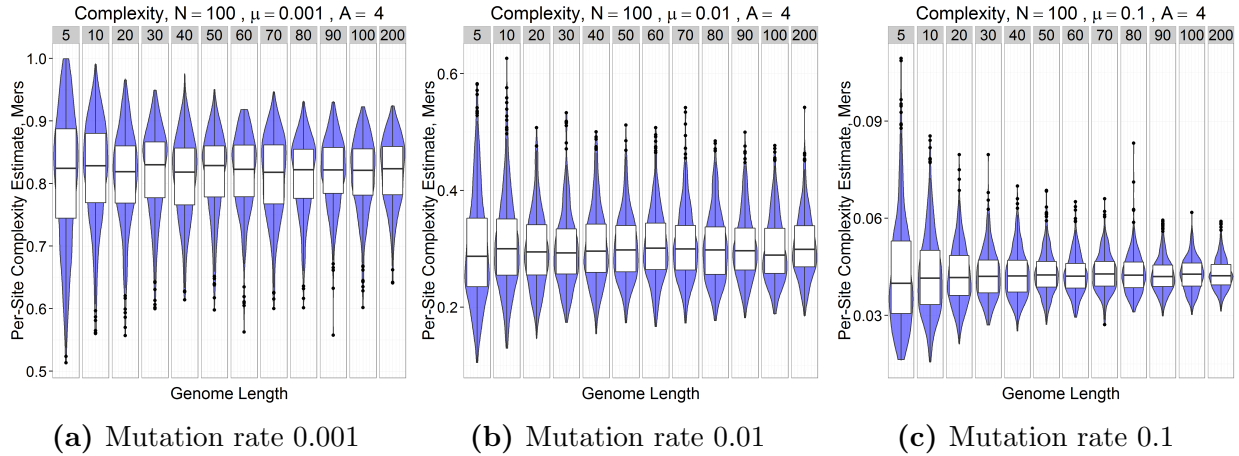 Complexity, N = 100 , μ = 0.001 , A = 4
5 10 20 30 40 50 60 70 80 90 100 200
Per-Site Complexity Estimate, Mers
1.0
0.9
0.8
0.7
0.6
0.5
Genome Length
(a) Mutation rate 0.001
Complexity, N = 100 , μ = 0.01 , A = 4
5 10 20 30 40 50 60 70 80 90 100 200
Per-Site Complexity Estimate, Mers
0.6
0.4
0.2
Genome Length
(b) Mutation rate 0.01
Complexity, N = 100 , μ = 0.1 , A = 4
5 10 20 30 40 50 60 70 80 90 100 200
Per-Site Complexity Estimate, Mers
0.09
0.06
0.03
Genome Length
(c) Mutation rate 0.1